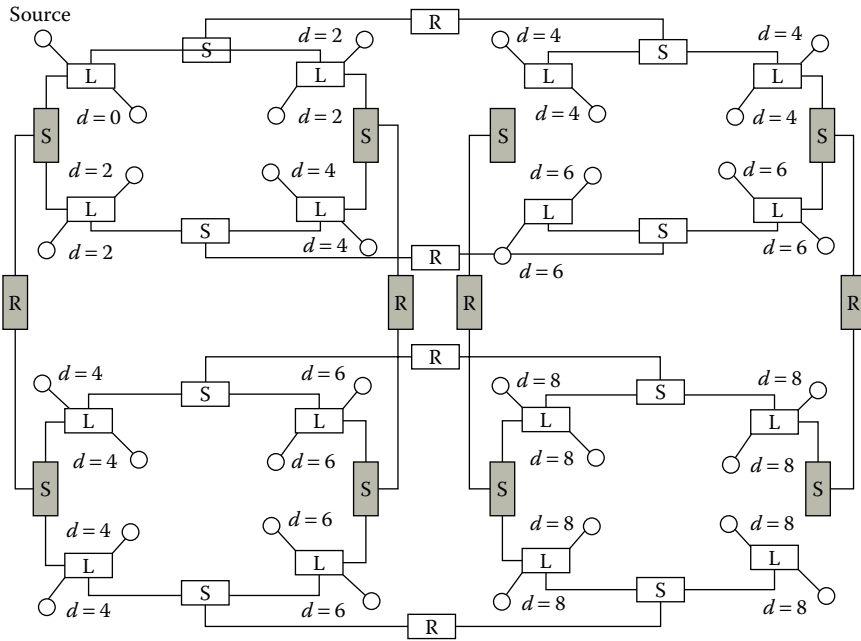 Source
R
d = 2
d = 4
d = 4
S
S
L
L
L
L
d = 0
d = 2
d = 4
d = 4
S
S
S
S
d = 2
d = 4
d = 6
d = 6
L
L
L
L
d = 2
S
d = 4
S
d = 6
R
d = 6
R
R
R
R
R
d = 4
d = 6
d = 8
d = 8
S
S
L
L
L
L
d = 4
d = 6
d = 8
d = 8
S
S
S
S
d = 4
d = 6
d = 8
d = 8
L
L
L
L
d = 4
S
d = 6
d = 8
S
d = 8
R